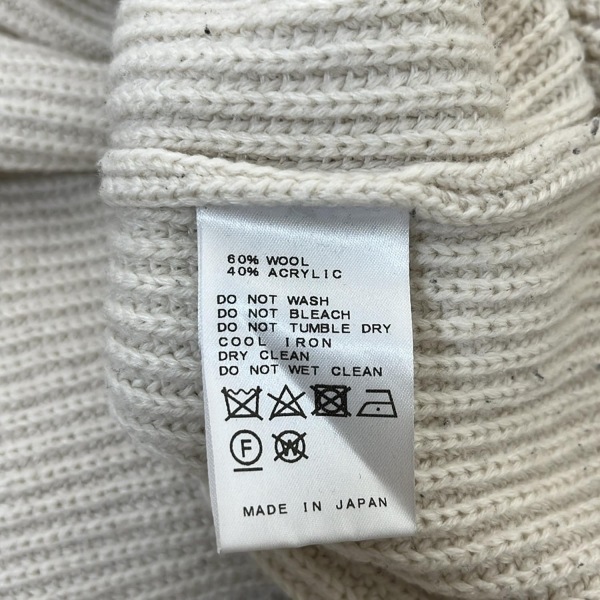 60% WOOL
40% ACRYLIC
DO NOT WASH
DO NOT BLEACH
DO NOT TUMBLE DRY
COOL IRON
DRY CLEAN
DO NOT WET CLEAN
F W
MADE IN JAPAN